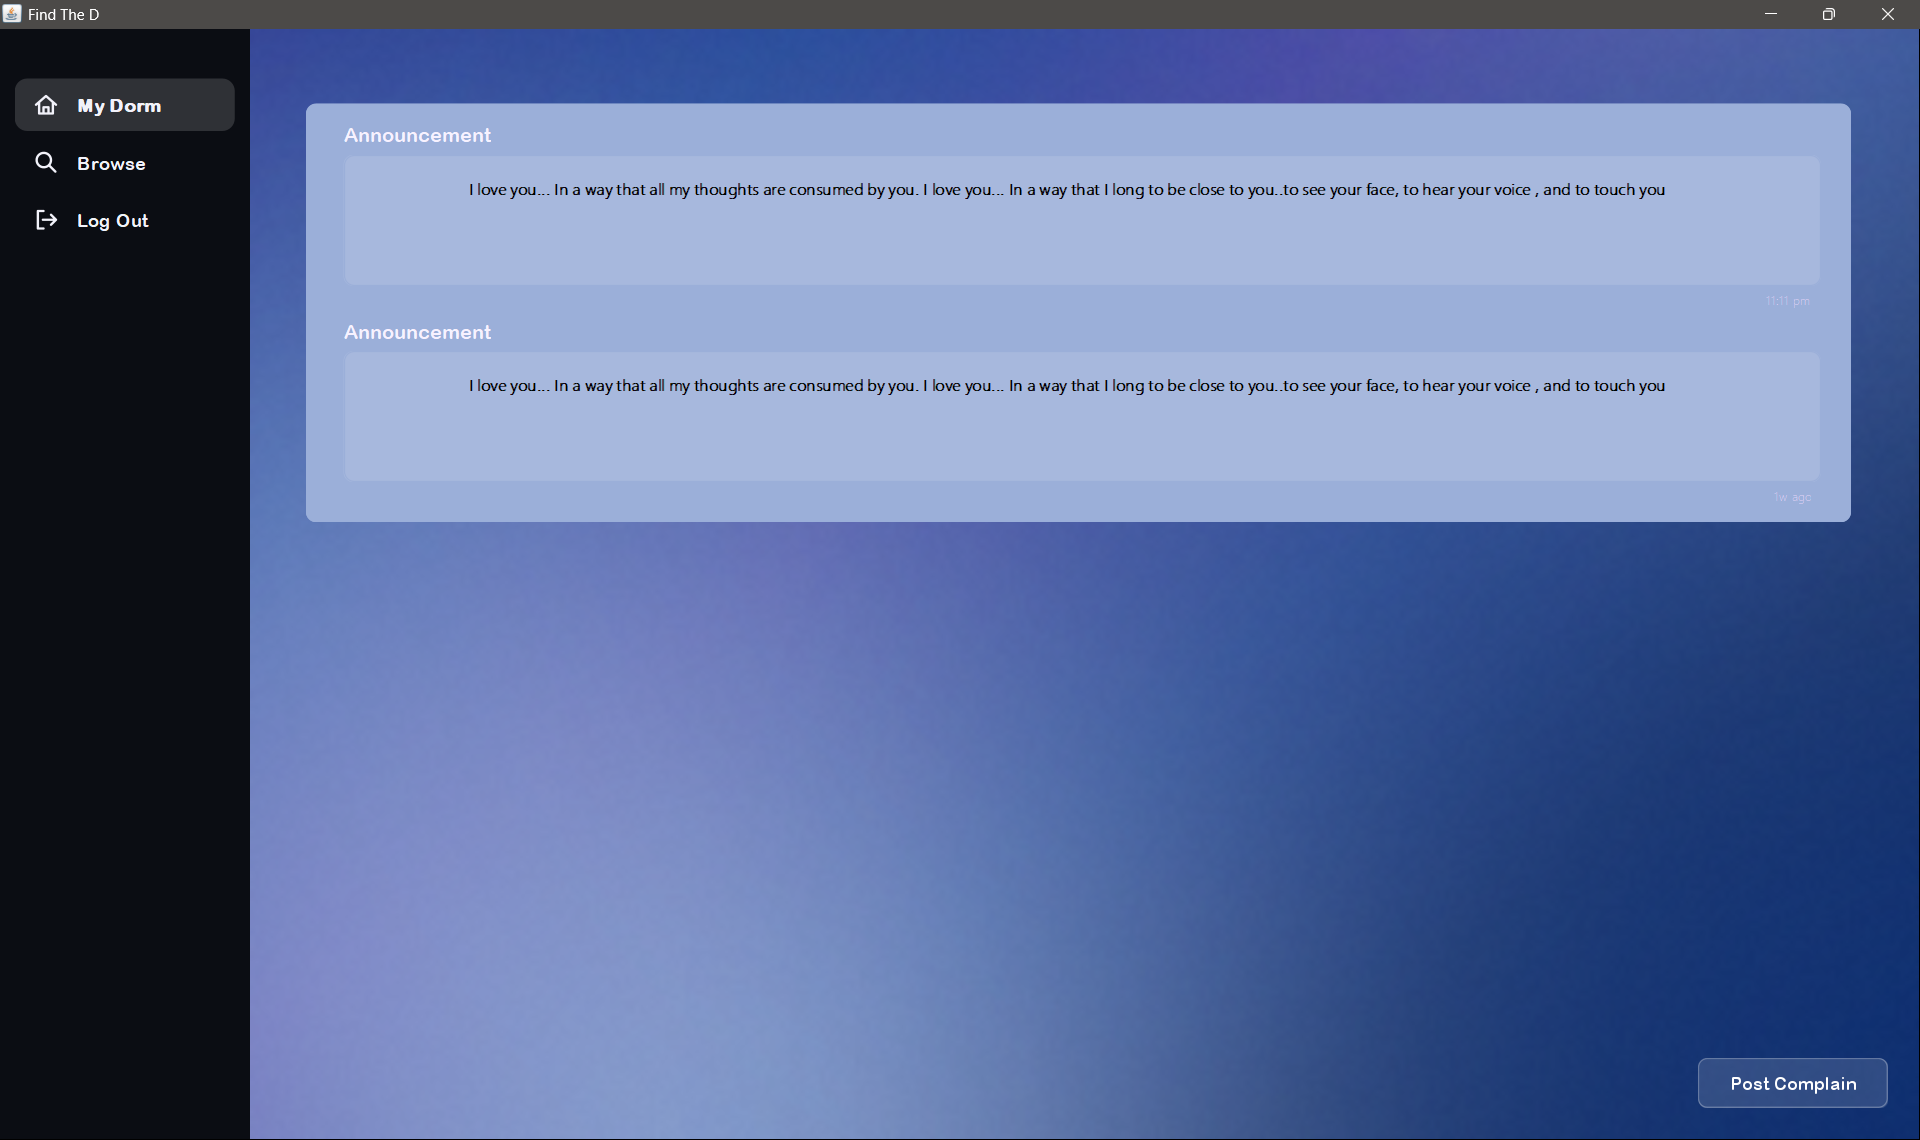 Find The D
My Dorm
Browse
Log Out
Announcement
I love you... In a way that all my thoughts are consumed by you. I love you... In a way that I long to be close to you..to see your face, to hear your voice , and to touch you
11:11 pm
Announcement
I love you... In a way that all my thoughts are consumed by you. I love you... In a way that I long to be close to you..to see your face, to hear your voice , and to touch you
1w ago
Post Complain